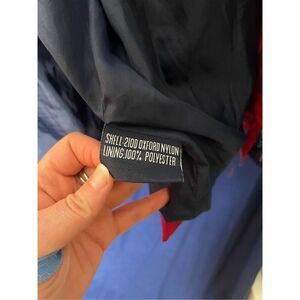 SHELL:210D OXFORD NYLON
LINING:100% POLYESTER